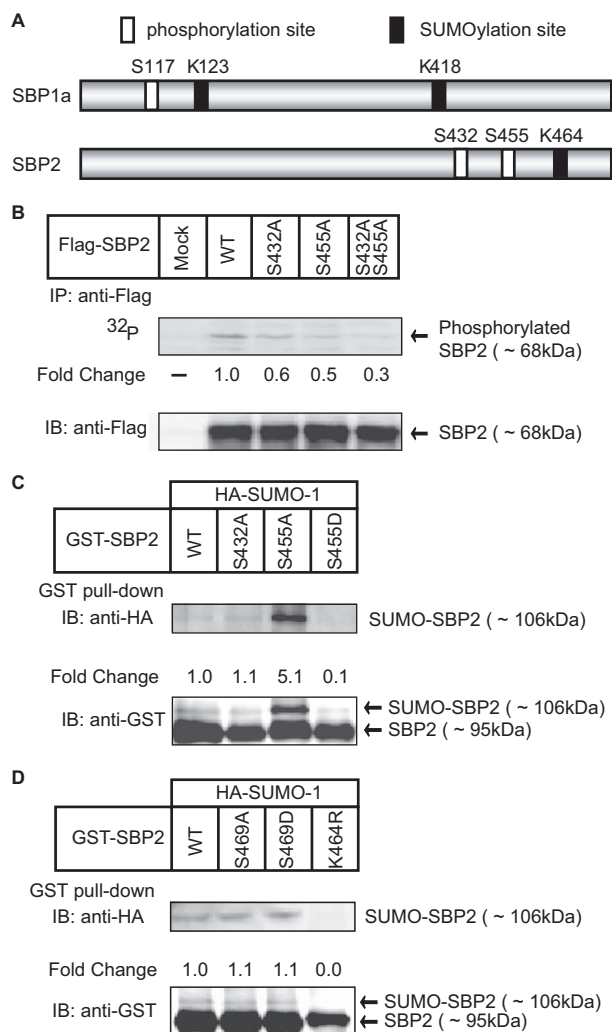 A
phosphorylation site SUMOylation site
S117 K123 K418
SBP1a
S432 S455 K464
SBP2
B
Flag-SBP2 Mock WT S432A S455A S432A S455A
IP: anti-Flag
32P Phosphorylated
SBP2 ( ~ 68kDa)
Fold Change – 1.0 0.6 0.5 0.3
IB: anti-Flag SBP2 ( ~ 68kDa)
C
HA-SUMO-1
GST-SBP2 WT S432A S455A S455D
GST pull-down
IB: anti-HA SUMO-SBP2 ( ~ 106kDa)
Fold Change 1.0 1.1 5.1 0.1
SUMO-SBP2 ( ~ 106kDa)
IB: anti-GST SBP2 ( ~ 95kDa)
D
HA-SUMO-1
GST-SBP2 WT S469A S469D K464R
GST pull-down
IB: anti-HA SUMO-SBP2 ( ~ 106kDa)
Fold Change 1.0 1.1 1.1 0.0
SUMO-SBP2 ( ~ 106kDa)
IB: anti-GST SBP2 ( ~ 95kDa)